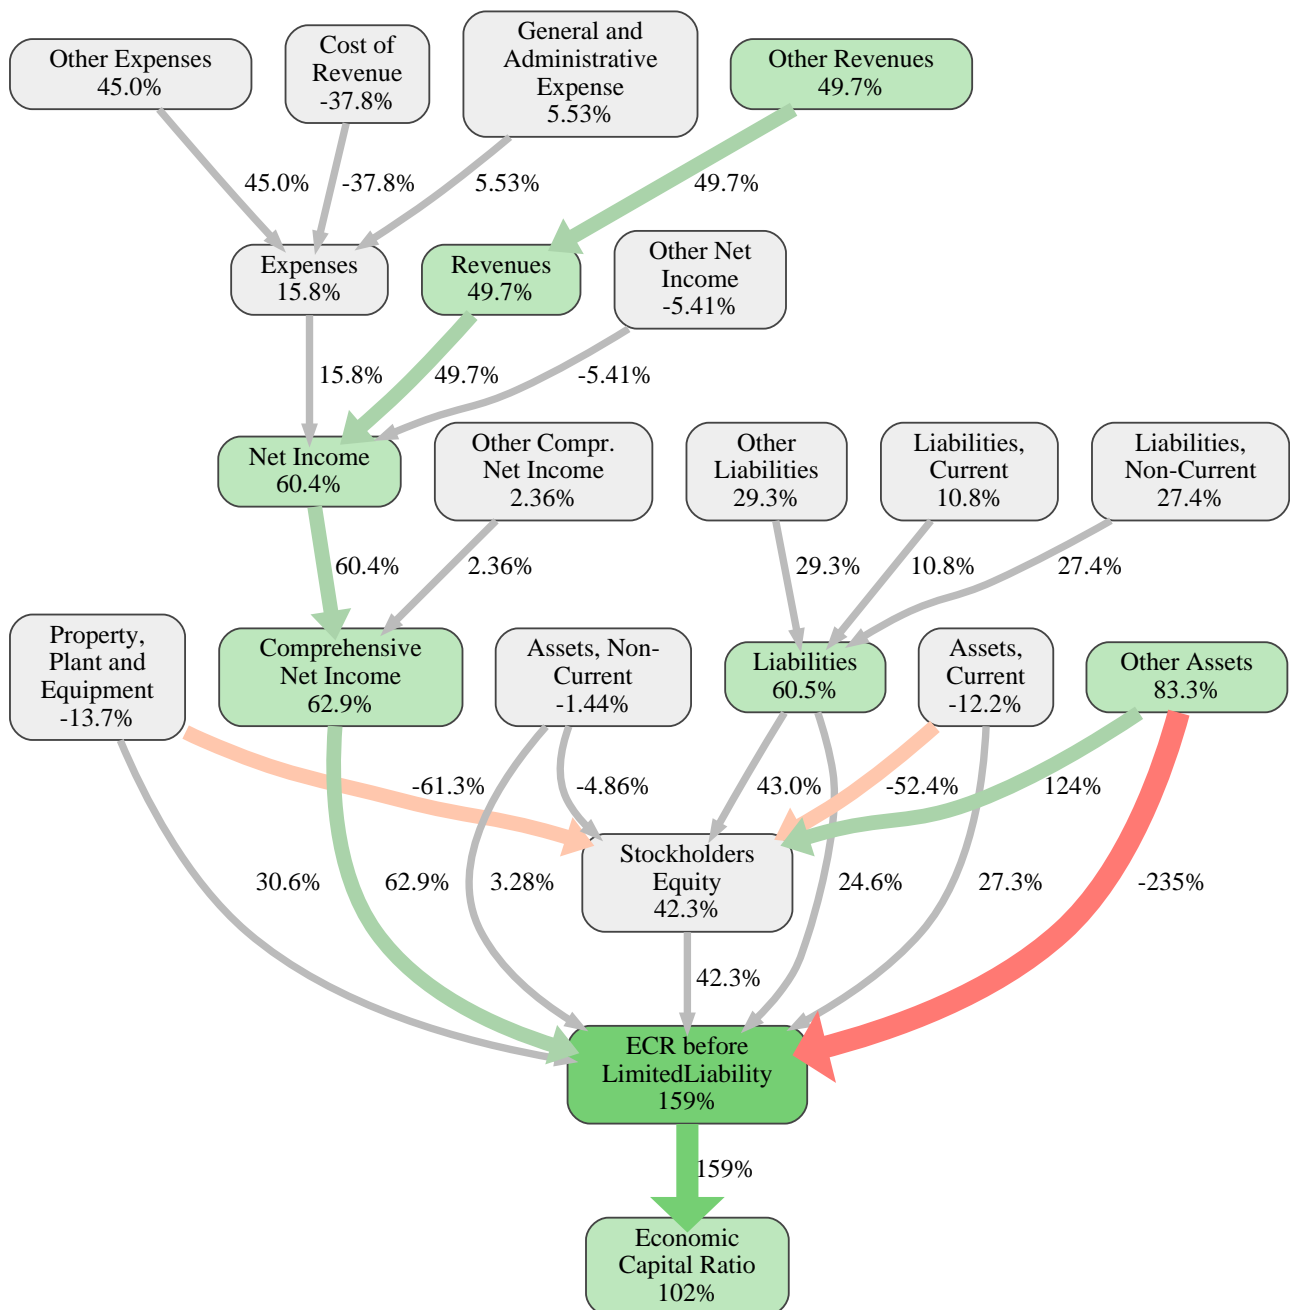 Other Expenses
45.0%
Cost of
Revenue
-37.8%
General and
Administrative
Expense
5.53%
Other Revenues
49.7%
45.0%
-37.8%
5.53%
49.7%
Expenses
15.8%
Revenues
49.7%
Other Net
Income
-5.41%
15.8%
49.7%
-5.41%
Net Income
60.4%
Other Compr.
Net Income
2.36%
Other
Liabilities
29.3%
Liabilities,
Current
10.8%
Liabilities,
Non-Current
27.4%
60.4%
2.36%
29.3%
10.8%
27.4%
Property,
Plant and
Equipment
-13.7%
Comprehensive
Net Income
62.9%
Assets, Non-
Current
-1.44%
Liabilities
60.5%
Assets,
Current
-12.2%
Other Assets
83.3%
-61.3%
-4.86%
43.0%
-52.4%
124%
Stockholders
Equity
42.3%
30.6%
62.9%
3.28%
24.6%
27.3%
-235%
42.3%
ECR before
LimitedLiability
159%
159%
Economic
Capital Ratio
102%